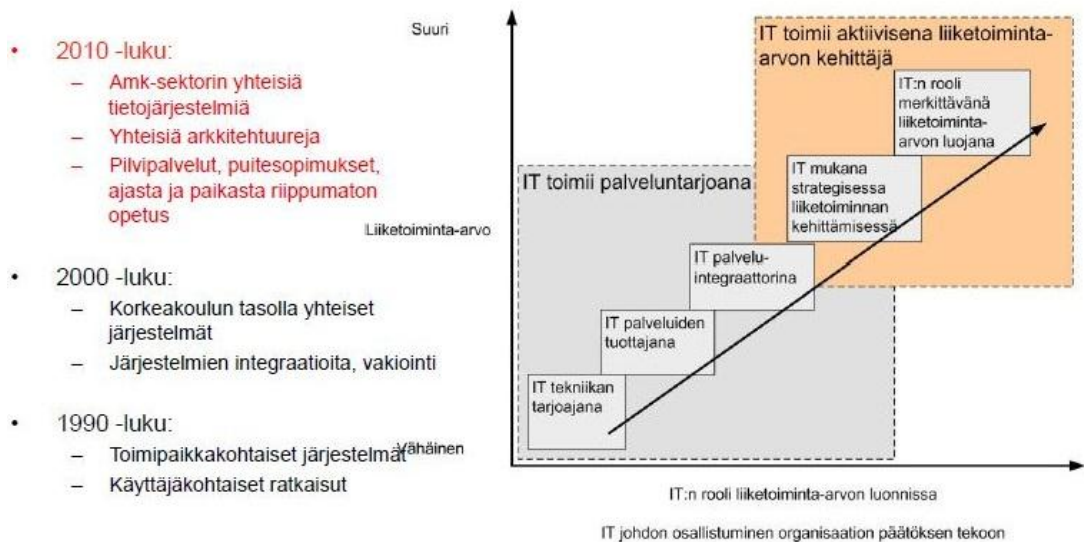 • 2010 -luku:
– Amk-sektorin yhteisiä
tietojärjestelmiä
– Yhteisiä arkkitehtuureja
– Pilvipalvelut, puitesopimukset,
ajasta ja paikasta riippumaton
opetus
• 2000 -luku:
– Korkeakoulun tasolla yhteiset
järjestelmät
– Järjestelmien integraatioita, vakiointi
• 1990 -luku:
– Toimipaikkakohtaiset järjestelmät
– Käyttäjäkohtaiset ratkaisut
Suuri
Liiketoiminta-arvo
Vähäinen
IT toimii aktiivisena liiketoiminta-
arvon kehittäjä
IT:n rooli
merkittävänä
liiketoiminta-
arvon luojana
IT mukana
strategisessa
liiketoiminnan
kehittämisessä
IT toimii palveluntarjoana
IT palvelu-
integraattorina
IT palveluiden
tuottajana
IT tekniikan
tarjoajana
IT:n rooli liiketoiminta-arvon luonnissa
IT johdon osallistuminen organisaation päätöksen tekoon